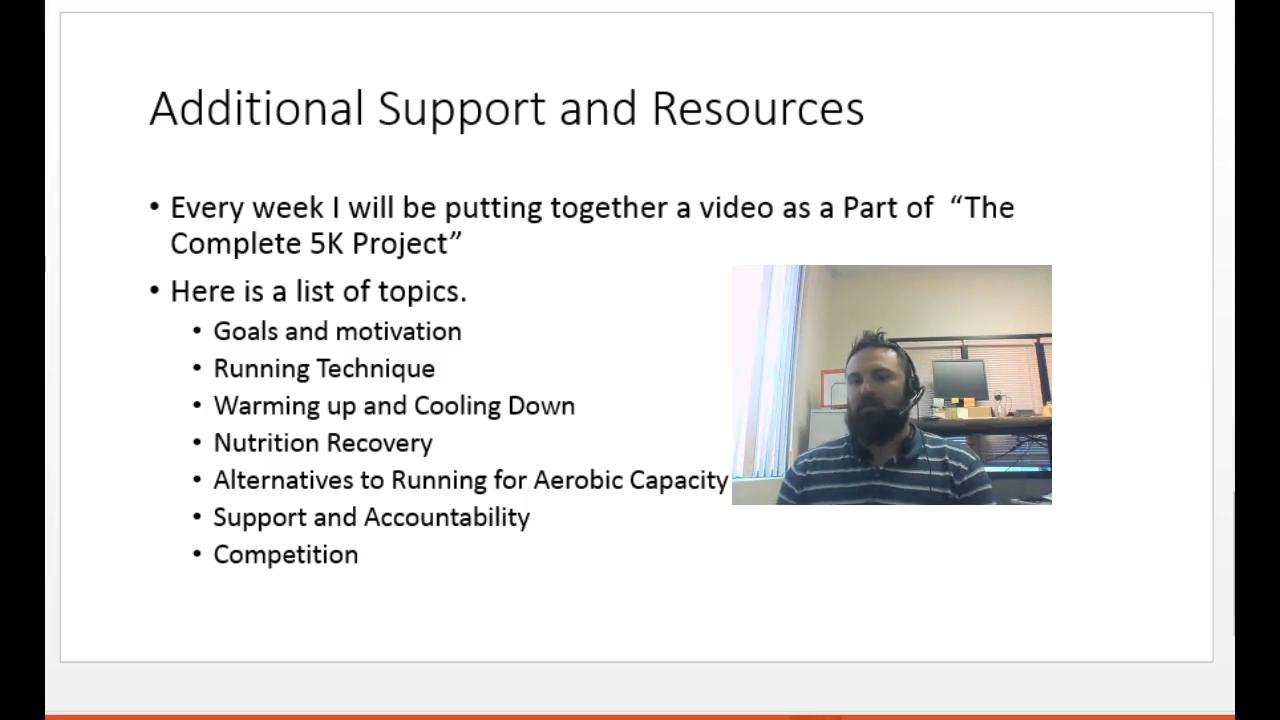 Additional Support and Resources
• Every week I will be putting together a video as a Part of “The
Complete 5K Project”
• Here is a list of topics.
• Goals and motivation
• Running Technique
• Warming up and Cooling Down
• Nutrition Recovery
• Alternatives to Running for Aerobic Capacity
• Support and Accountability
• Competition